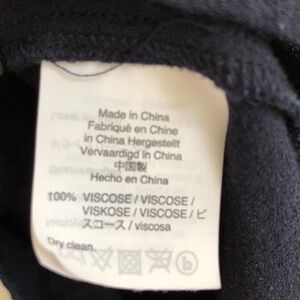 Made in China
Fabriqué en Chine
in China Hergestellt
Vervaardigd in China
中国製
Hecho en China
100% VISCOSE / VISCOSE /
VISKOSE / VISCOSE / ビ
スコース / viscosa
Dry clean.